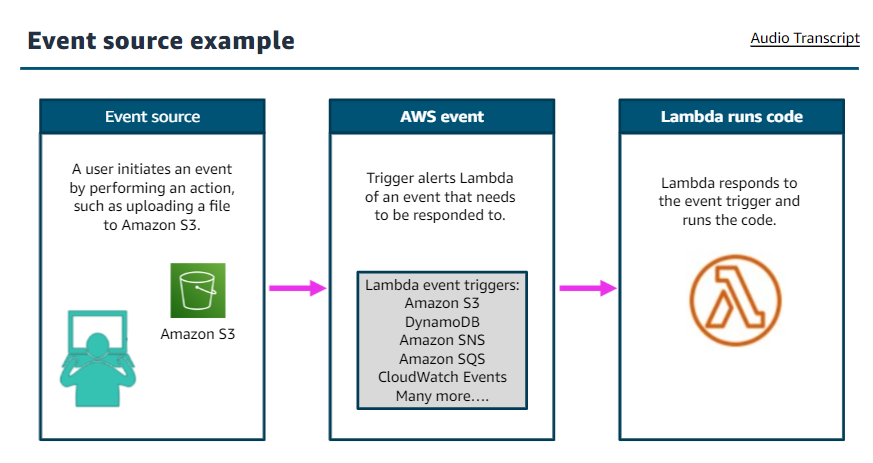 Event source example
Audio Transcript
Event source
A user initiates an event
by performing an action,
such as uploading a file
to Amazon S3.
Amazon S3
AWS event
Trigger alerts Lambda
of an event that needs
to be responded to.
Lambda event triggers:
Amazon S3
DynamoDB
Amazon SNS
Amazon SQS
CloudWatch Events
Many more....
Lambda runs code
Lambda responds to
the event trigger and
runs the code.